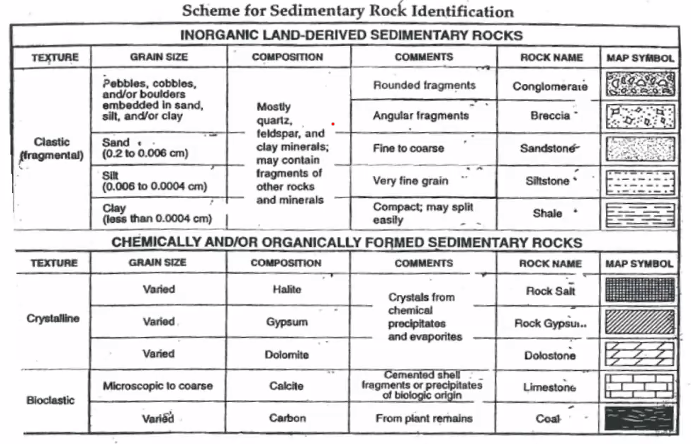 Scheme for Sedimentary Rock Identification
INORGANIC LAND-DERIVED SEDIMENTARY ROCKS
TEXTURE GRAIN SIZE COMPOSITION COMMENTS ROCK NAME MAP SYMBOL
Clastic
(fragmental)
Pebbles, cobbles,
and/or boulders
embedded in sand,
silt, and/or clay
Mostly
quartz,
feldspar, and
clay minerals;
may contain
fragments of
other rocks
and minerals
Rounded fragments Conglomerate
Angular fragments Breccia
Sand
(0.2 to 0.006 cm)
Fine to coarse Sandstone
Silt
(0.006 to 0.0004 cm)
Very fine grain Siltstone
Clay
(less than 0.0004 cm)
Compact; may split
easily
Shale
CHEMICALLY AND/OR ORGANICALLY FORMED SEDIMENTARY ROCKS
TEXTURE GRAIN SIZE COMPOSITION COMMENTS ROCK NAME MAP SYMBOL
Crystalline
Varied Halite
Crystals from
chemical
precipitates
and evaporites
Rock Salt
Varied Gypsum Rock Gypsum
Varied Dolomite Dolostone
Bioclastic
Microscopic to coarse Calcite
Cemented shell
fragments or precipitates
of biologic origin
Limestone
Varied Carbon From plant remains Coal